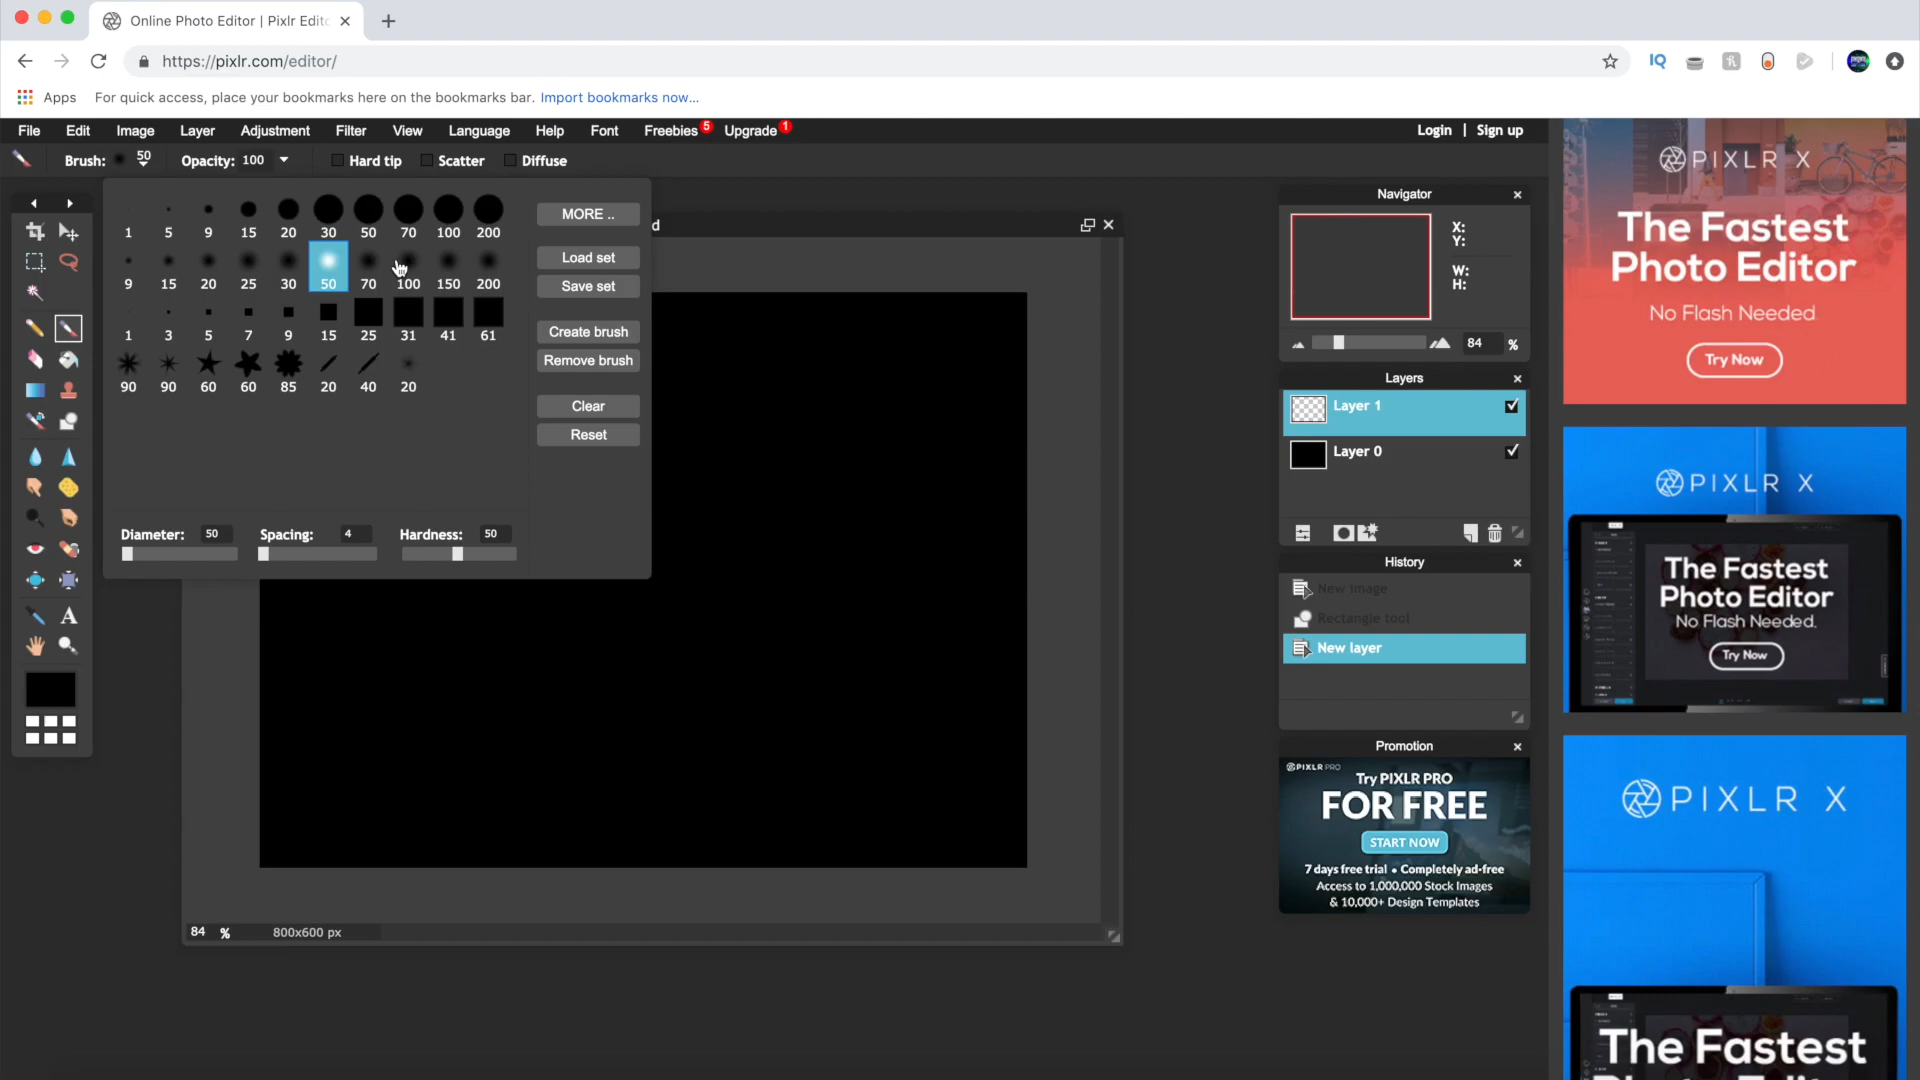 Online Photo Editor | Pixlr Edit
https://pixlr.com/editor/
IQ
Apps For quick access, place your bookmarks here on the bookmarks bar. Import bookmarks now...
File Edit Image Layer Adjustment Filter View Language Help Font Freebies 5 Upgrade 1 Login | Sign up
Brush: 50 Opacity: 100 Hard tip Scatter Diffuse
1 5 9 15 20 30 50 70 100 200
9 15 20 25 30 50 70 100 150 200
1 3 5 7 9 15 25 31 41 61
90 90 60 60 85 20 40 20
MORE ..
Load set
Save set
Create brush
Remove brush
Clear
Reset
Diameter: 50 Spacing: 4 Hardness: 50
d
84 % 800x600 px
A
Navigator
X:
Y:
W:
H:
84 %
Layers
Layer 1
Layer 0
History
New image
Rectangle tool
New layer
Promotion
PIXLR PRO
Try PIXLR PRO
FOR FREE
START NOW
7 days free trial • Completely ad-free
Access to 1,000,000 Stock Images
& 10,000+ Design Templates
PIXLR X
The Fastest
Photo Editor
No Flash Needed
Try Now
PIXLR X
The Fastest
Photo Editor
No Flash Needed.
Try Now
PIXLR X
The Fastest